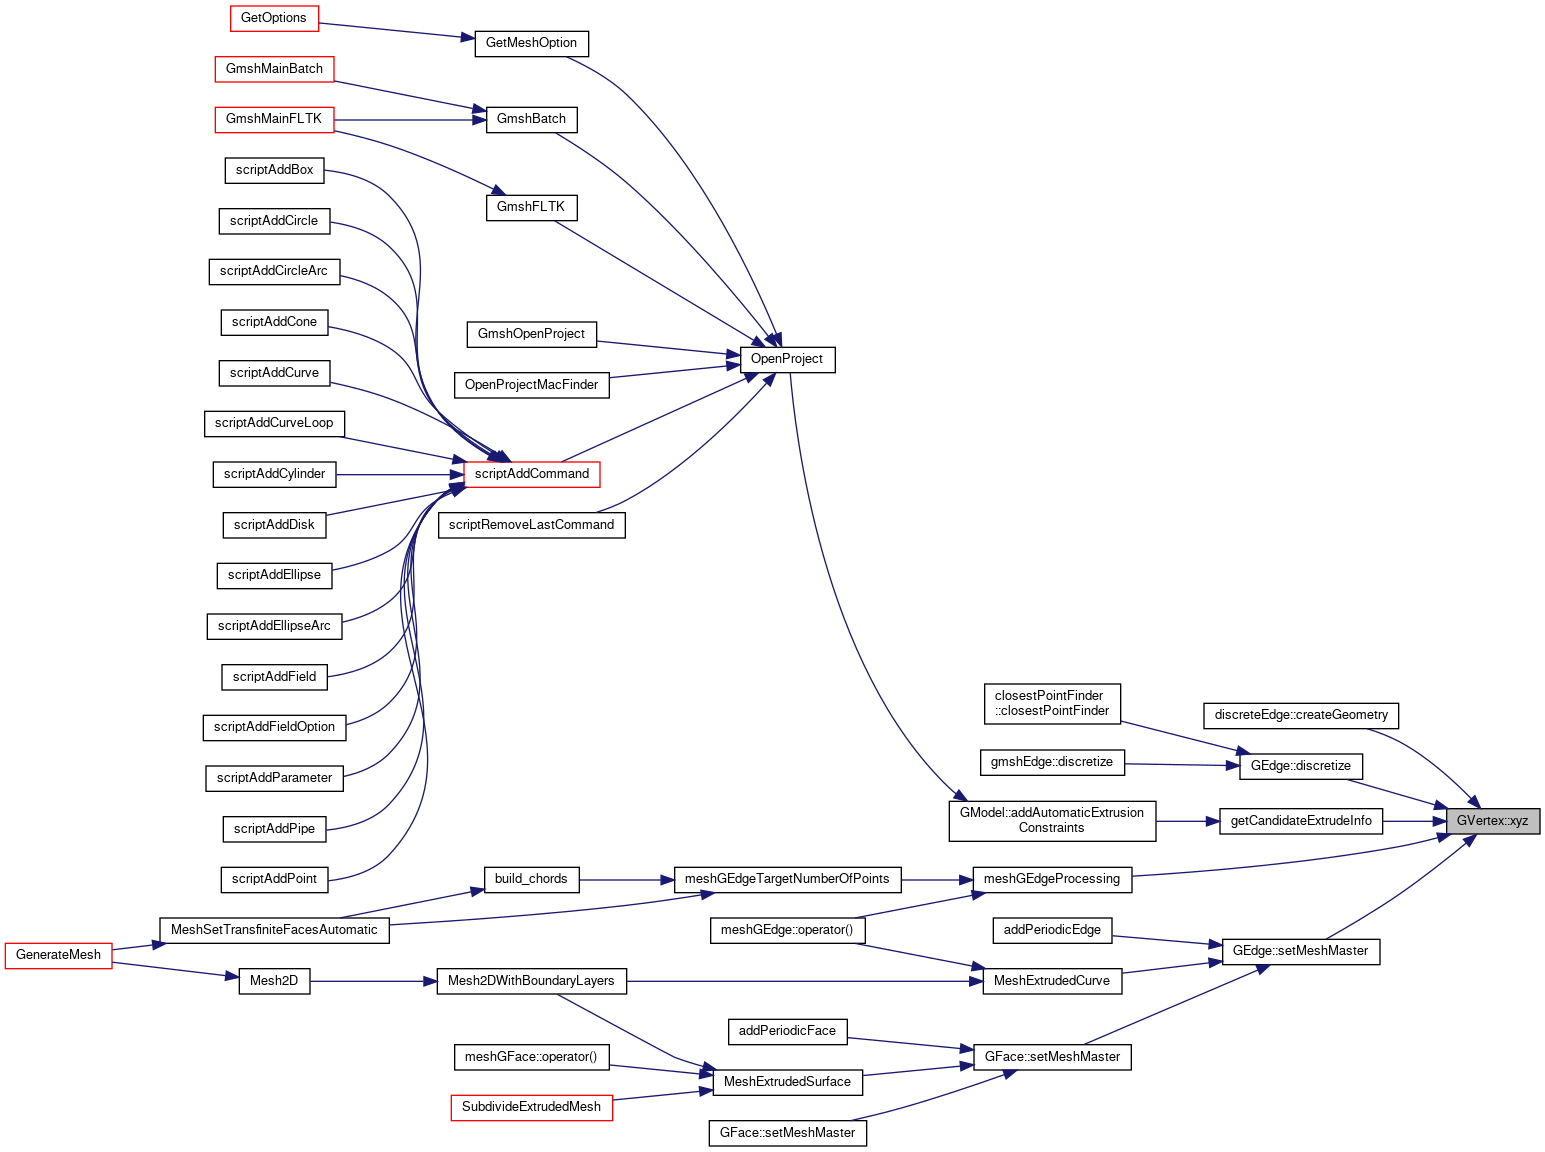 GetOptions
GetMeshOption
GmshMainBatch
GmshMainFLTK
GmshBatch
scriptAddBox
GmshFLTK
scriptAddCircle
scriptAddCircleArc
scriptAddCone
GmshOpenProject
OpenProject
scriptAddCurve
OpenProjectMacFinder
scriptAddCurveLoop
scriptAddCylinder
scriptAddCommand
scriptAddDisk
scriptRemoveLastCommand
scriptAddEllipse
scriptAddEllipseArc
scriptAddField
closestPointFinder
::closestPointFinder
discreteEdge::createGeometry
scriptAddFieldOption
gmshEdge::discretize
GEdge::discretize
scriptAddParameter
GModel::addAutomaticExtrusion
Constraints
getCandidateExtrudeInfo
GVertex::xyz
scriptAddPipe
scriptAddPoint
build_chords
meshGEdgeTargetNumberOfPoints
meshGEdgeProcessing
MeshSetTransfiniteFacesAutomatic
meshGEdge::operator()
addPeriodicEdge
GenerateMesh
GEdge::setMeshMaster
Mesh2D
Mesh2DWithBoundaryLayers
MeshExtrudedCurve
addPeriodicFace
meshGFace::operator()
GFace::setMeshMaster
MeshExtrudedSurface
SubdivideExtrudedMesh
GFace::setMeshMaster